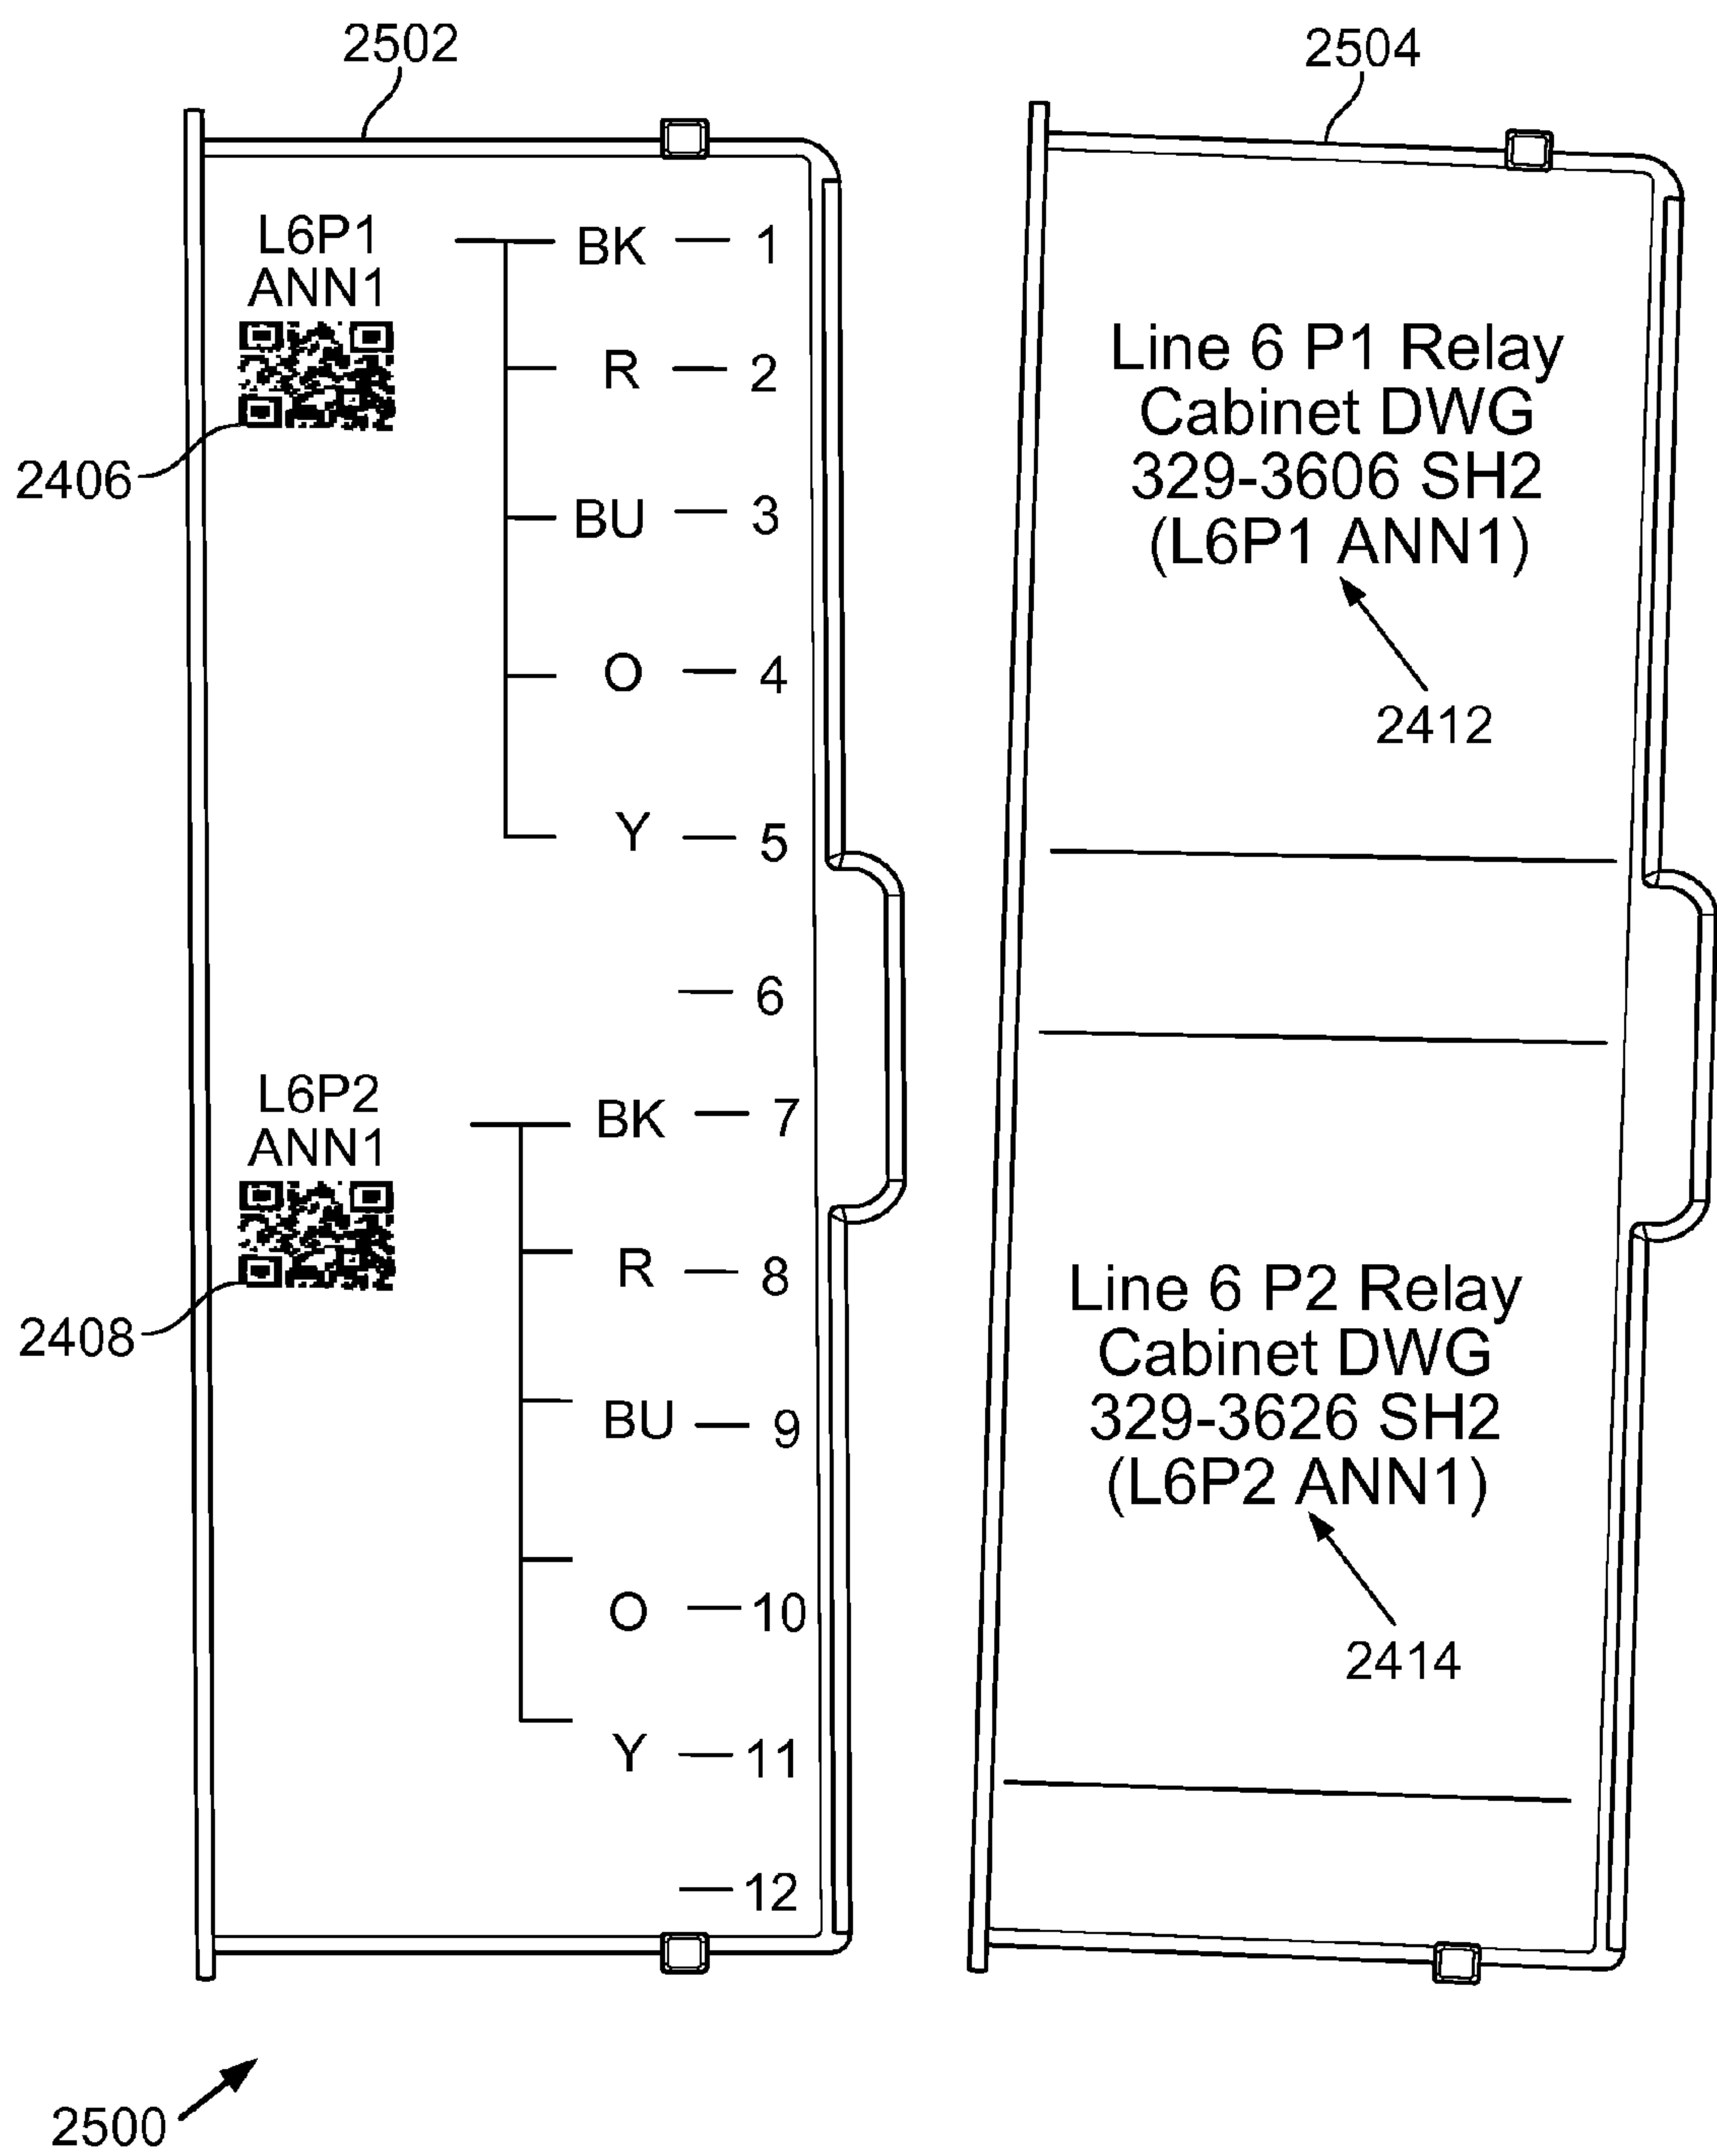 2502
2504
L6P1
ANN1
BK 1
R 2
BU 3
O 4
Y 5
6
2406
L6P2
ANN1
BK 7
R 8
BU 9
O 10
Y 11
12
2408
Line 6 P1 Relay
Cabinet DWG
329-3606 SH2
(L6P1 ANN1)
2412
Line 6 P2 Relay
Cabinet DWG
329-3626 SH2
(L6P2 ANN1)
2414
2500